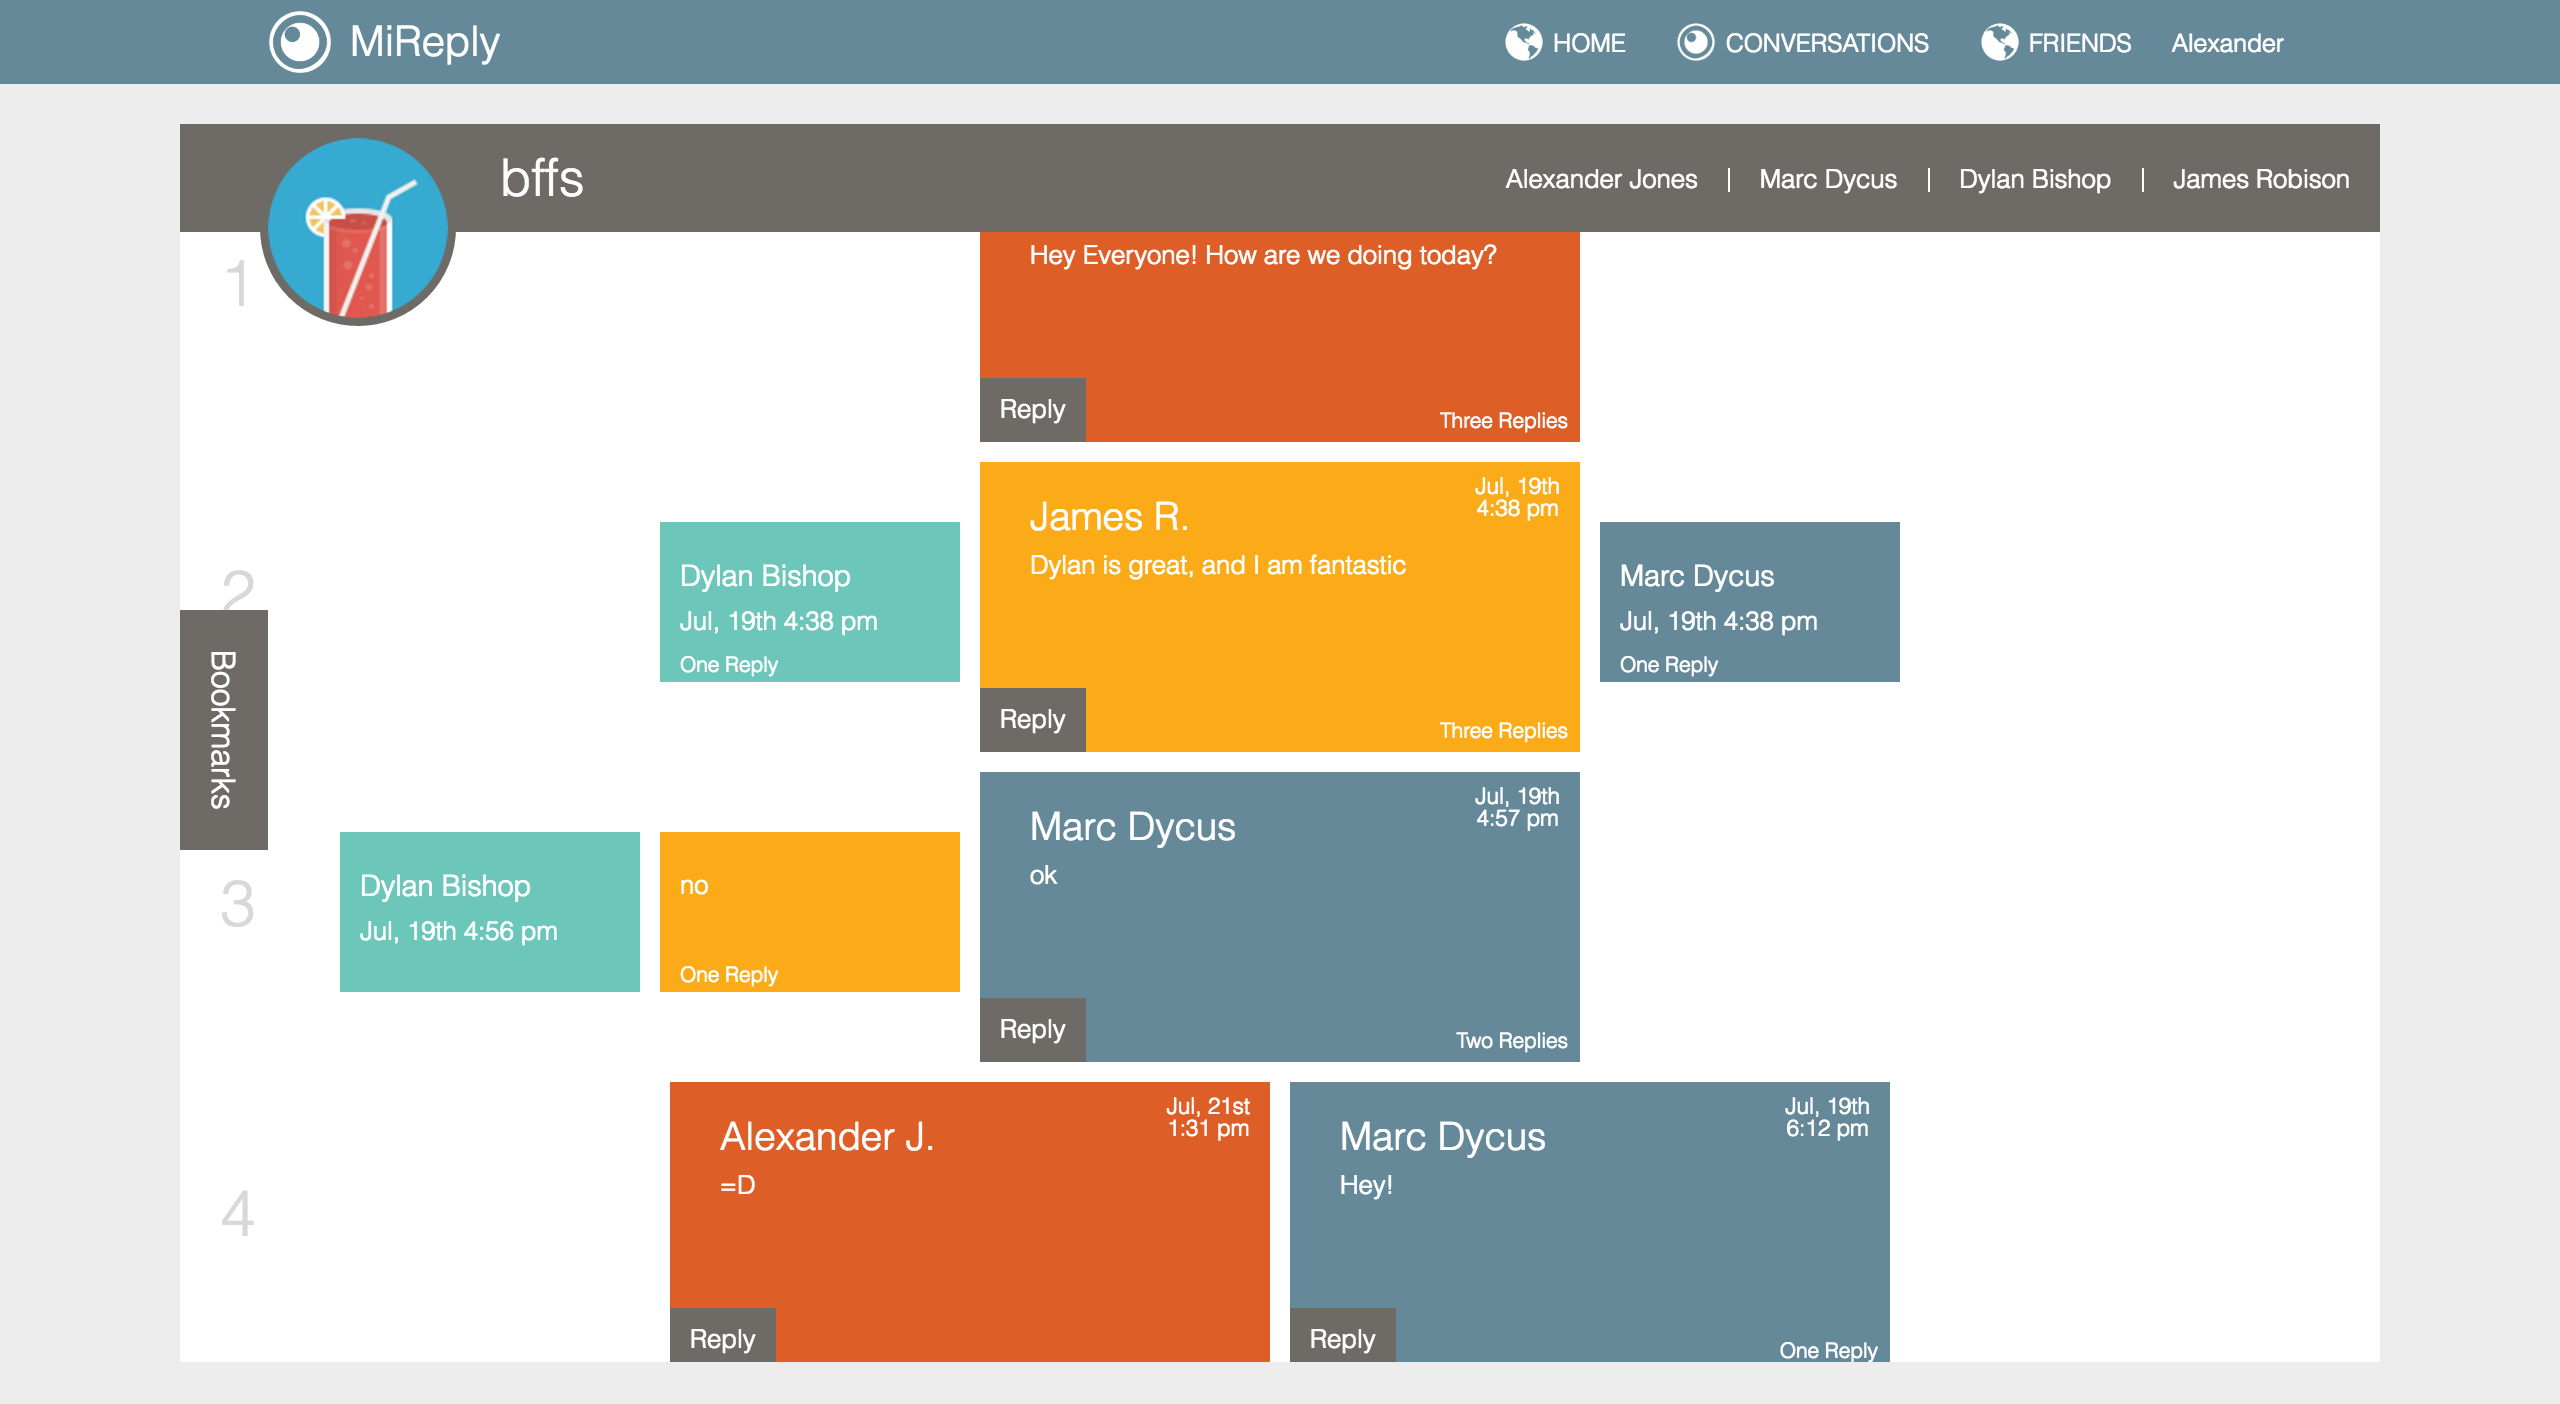 MiReply
HOME
CONVERSATIONS
FRIENDS
Alexander
bffs
Alexander Jones
Marc Dycus
Dylan Bishop
James Robison
1
Hey Everyone! How are we doing today?
Reply
Three Replies
2
Dylan Bishop
Jul, 19th 4:38 pm
One Reply
James R.
Jul, 19th
4:38 pm
Dylan is great, and I am fantastic
Reply
Three Replies
Marc Dycus
Jul, 19th 4:38 pm
One Reply
Bookmarks
3
Dylan Bishop
Jul, 19th 4:56 pm
no
One Reply
Marc Dycus
Jul, 19th
4:57 pm
ok
Reply
Two Replies
4
Alexander J.
Jul, 21st
1:31 pm
=D
Reply
Marc Dycus
Jul, 19th
6:12 pm
Hey!
Reply
One Reply